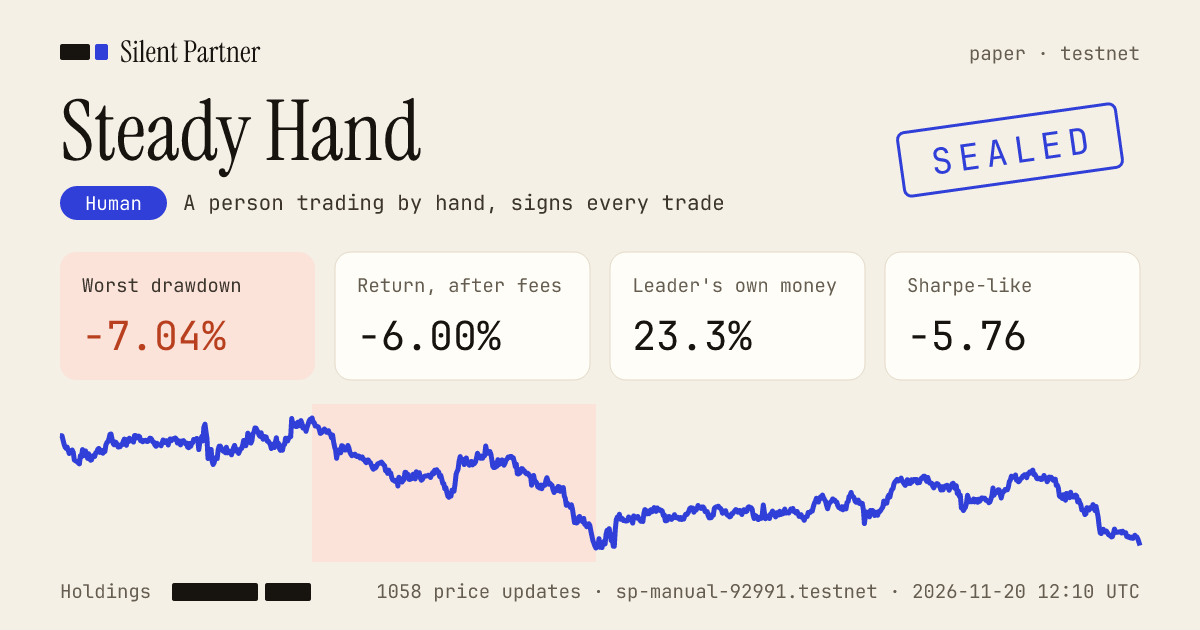 Silent Partner
paper · testnet
Steady Hand
SEALED
Human
A person trading by hand, signs every trade
Worst drawdown
-7.04%
Return, after fees
-6.00%
Leader's own money
23.3%
Sharpe-like
-5.76
Holdings
1058 price updates · sp-manual-92991.testnet · 2026-11-20 12:10 UTC